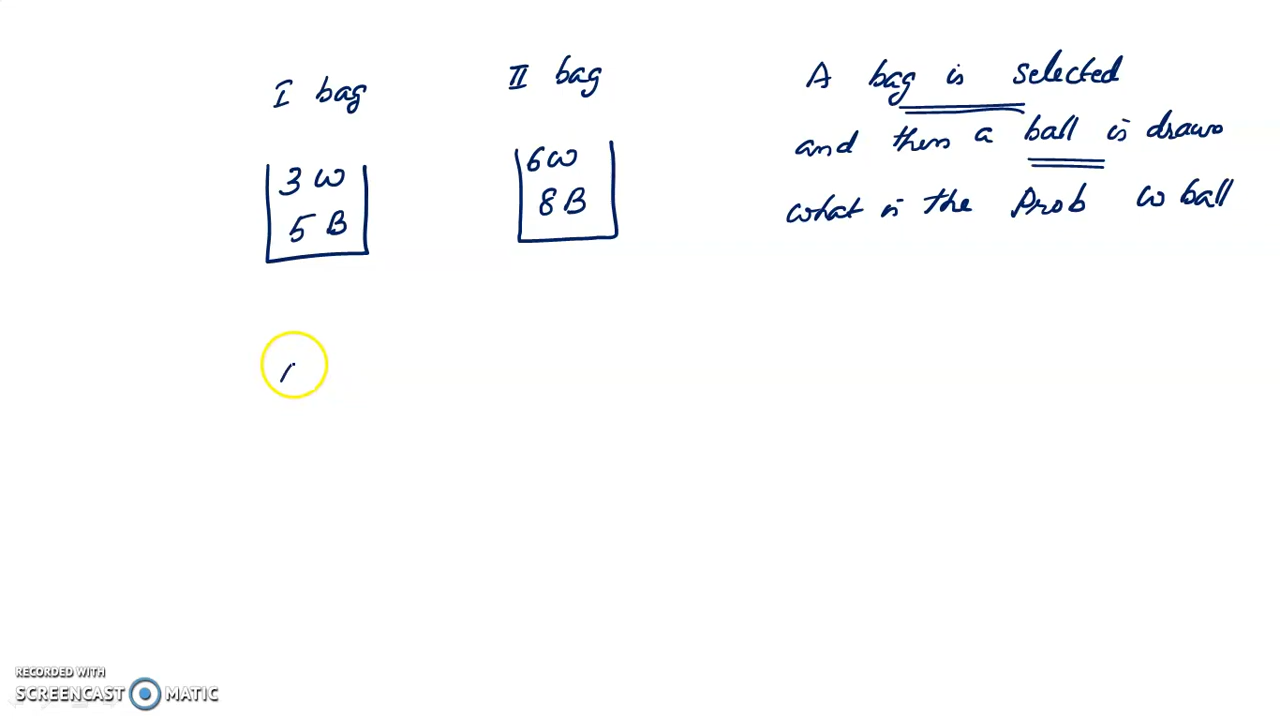 I bag
3 W
5 B
II bag
6W
8 B
A bag is selected
and then a ball is drawn
what is the Prob W ball
RECORDED WITH
SCREENCAST MATIC